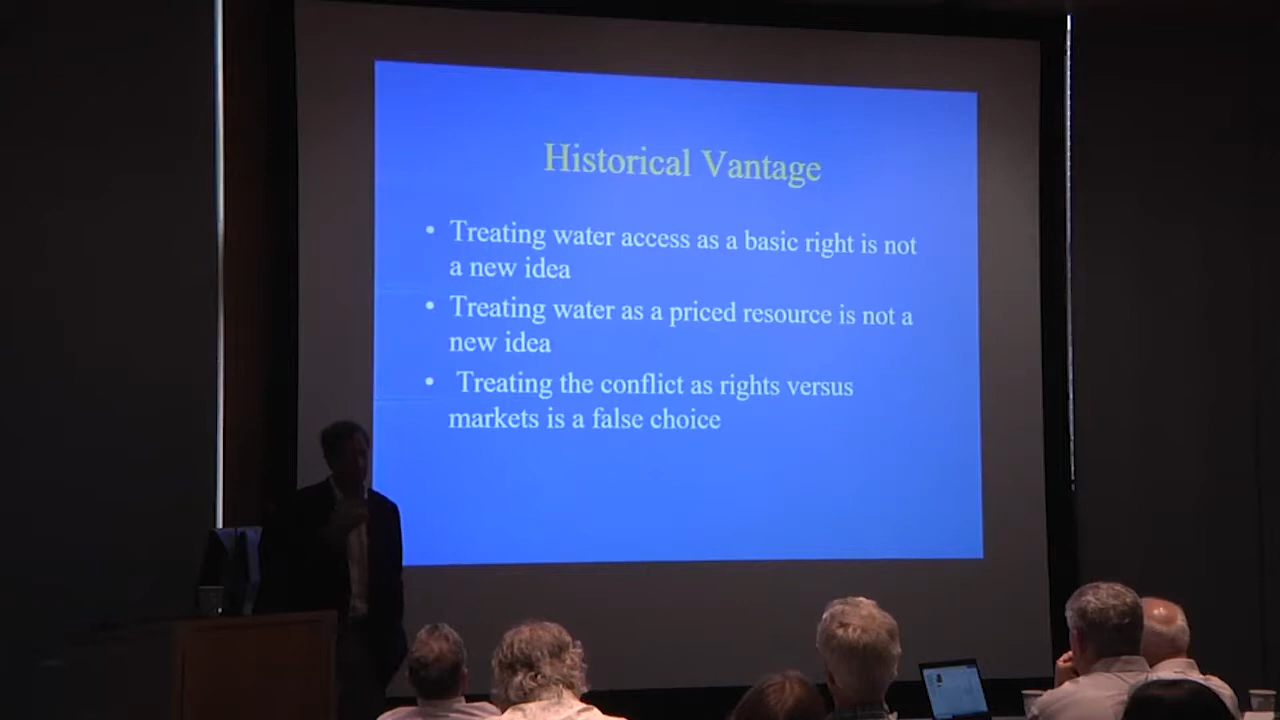 Historical Vantage
• Treating water access as a basic right is not
a new idea
• Treating water as a priced resource is not a
new idea
• Treating the conflict as rights versus
markets is a false choice